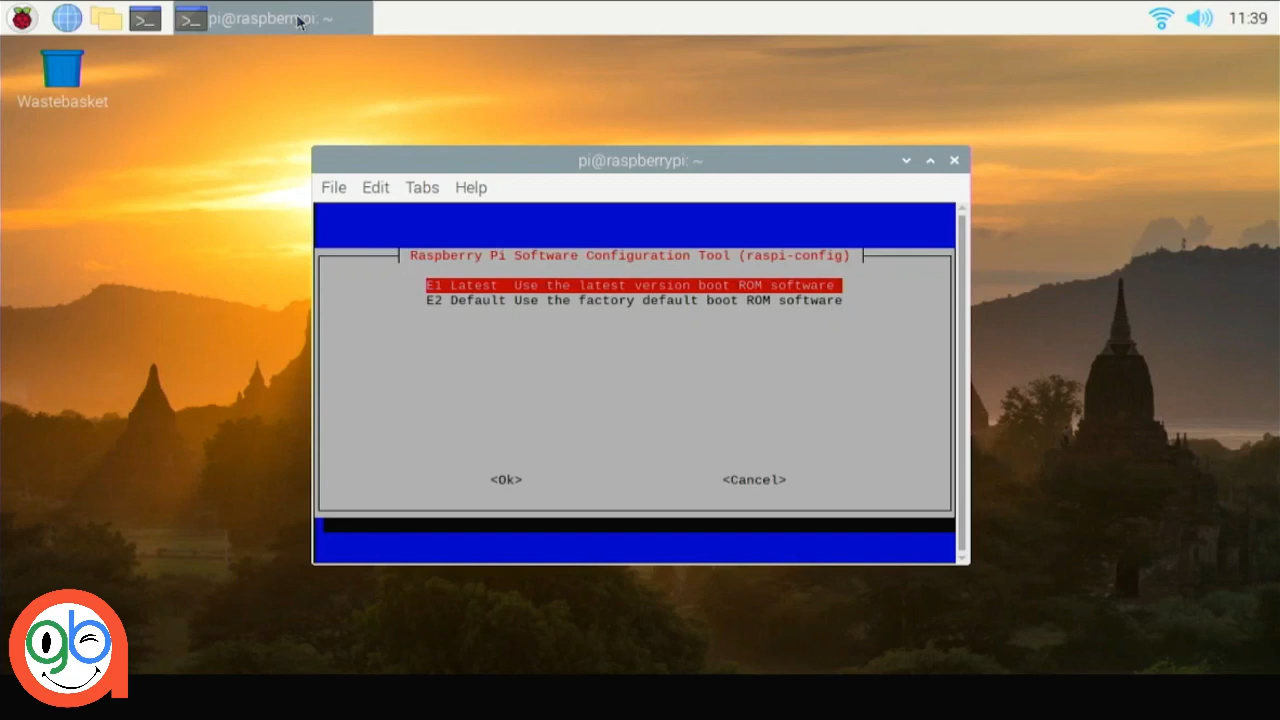 pi@raspberrypi: ~
11:39
Wastebasket
pi@raspberrypi: ~
File Edit Tabs Help
Raspberry Pi Software Configuration Tool (raspi-config)
E1 Latest  Use the latest version boot ROM software
E2 Default Use the factory default boot ROM software
<Ok> <Cancel>
gb